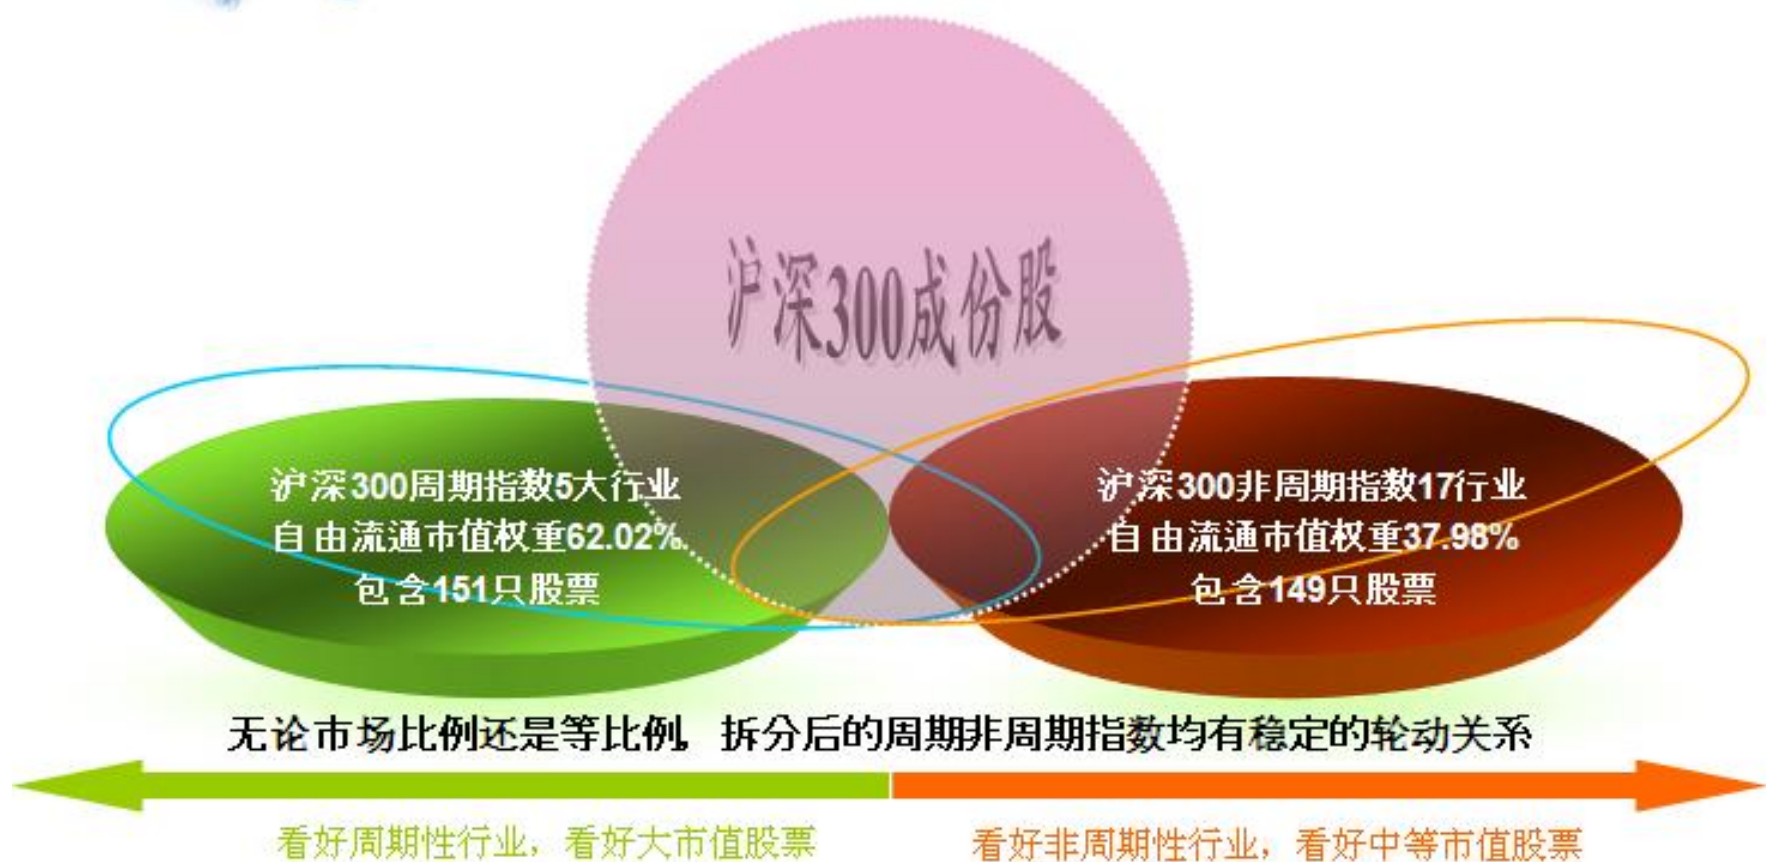 沪深300成份股
沪深300周期指数5大行业
自由流通市值权重62.02%
包含151只股票
沪深300非周期指数17行业
自由流通市值权重37.98%
包含149只股票
无论市场比例还是等比例，拆分后的周期非周期指数均有稳定的轮动关系
看好周期性行业，看好大市值股票
看好非周期性行业，看好中等市值股票